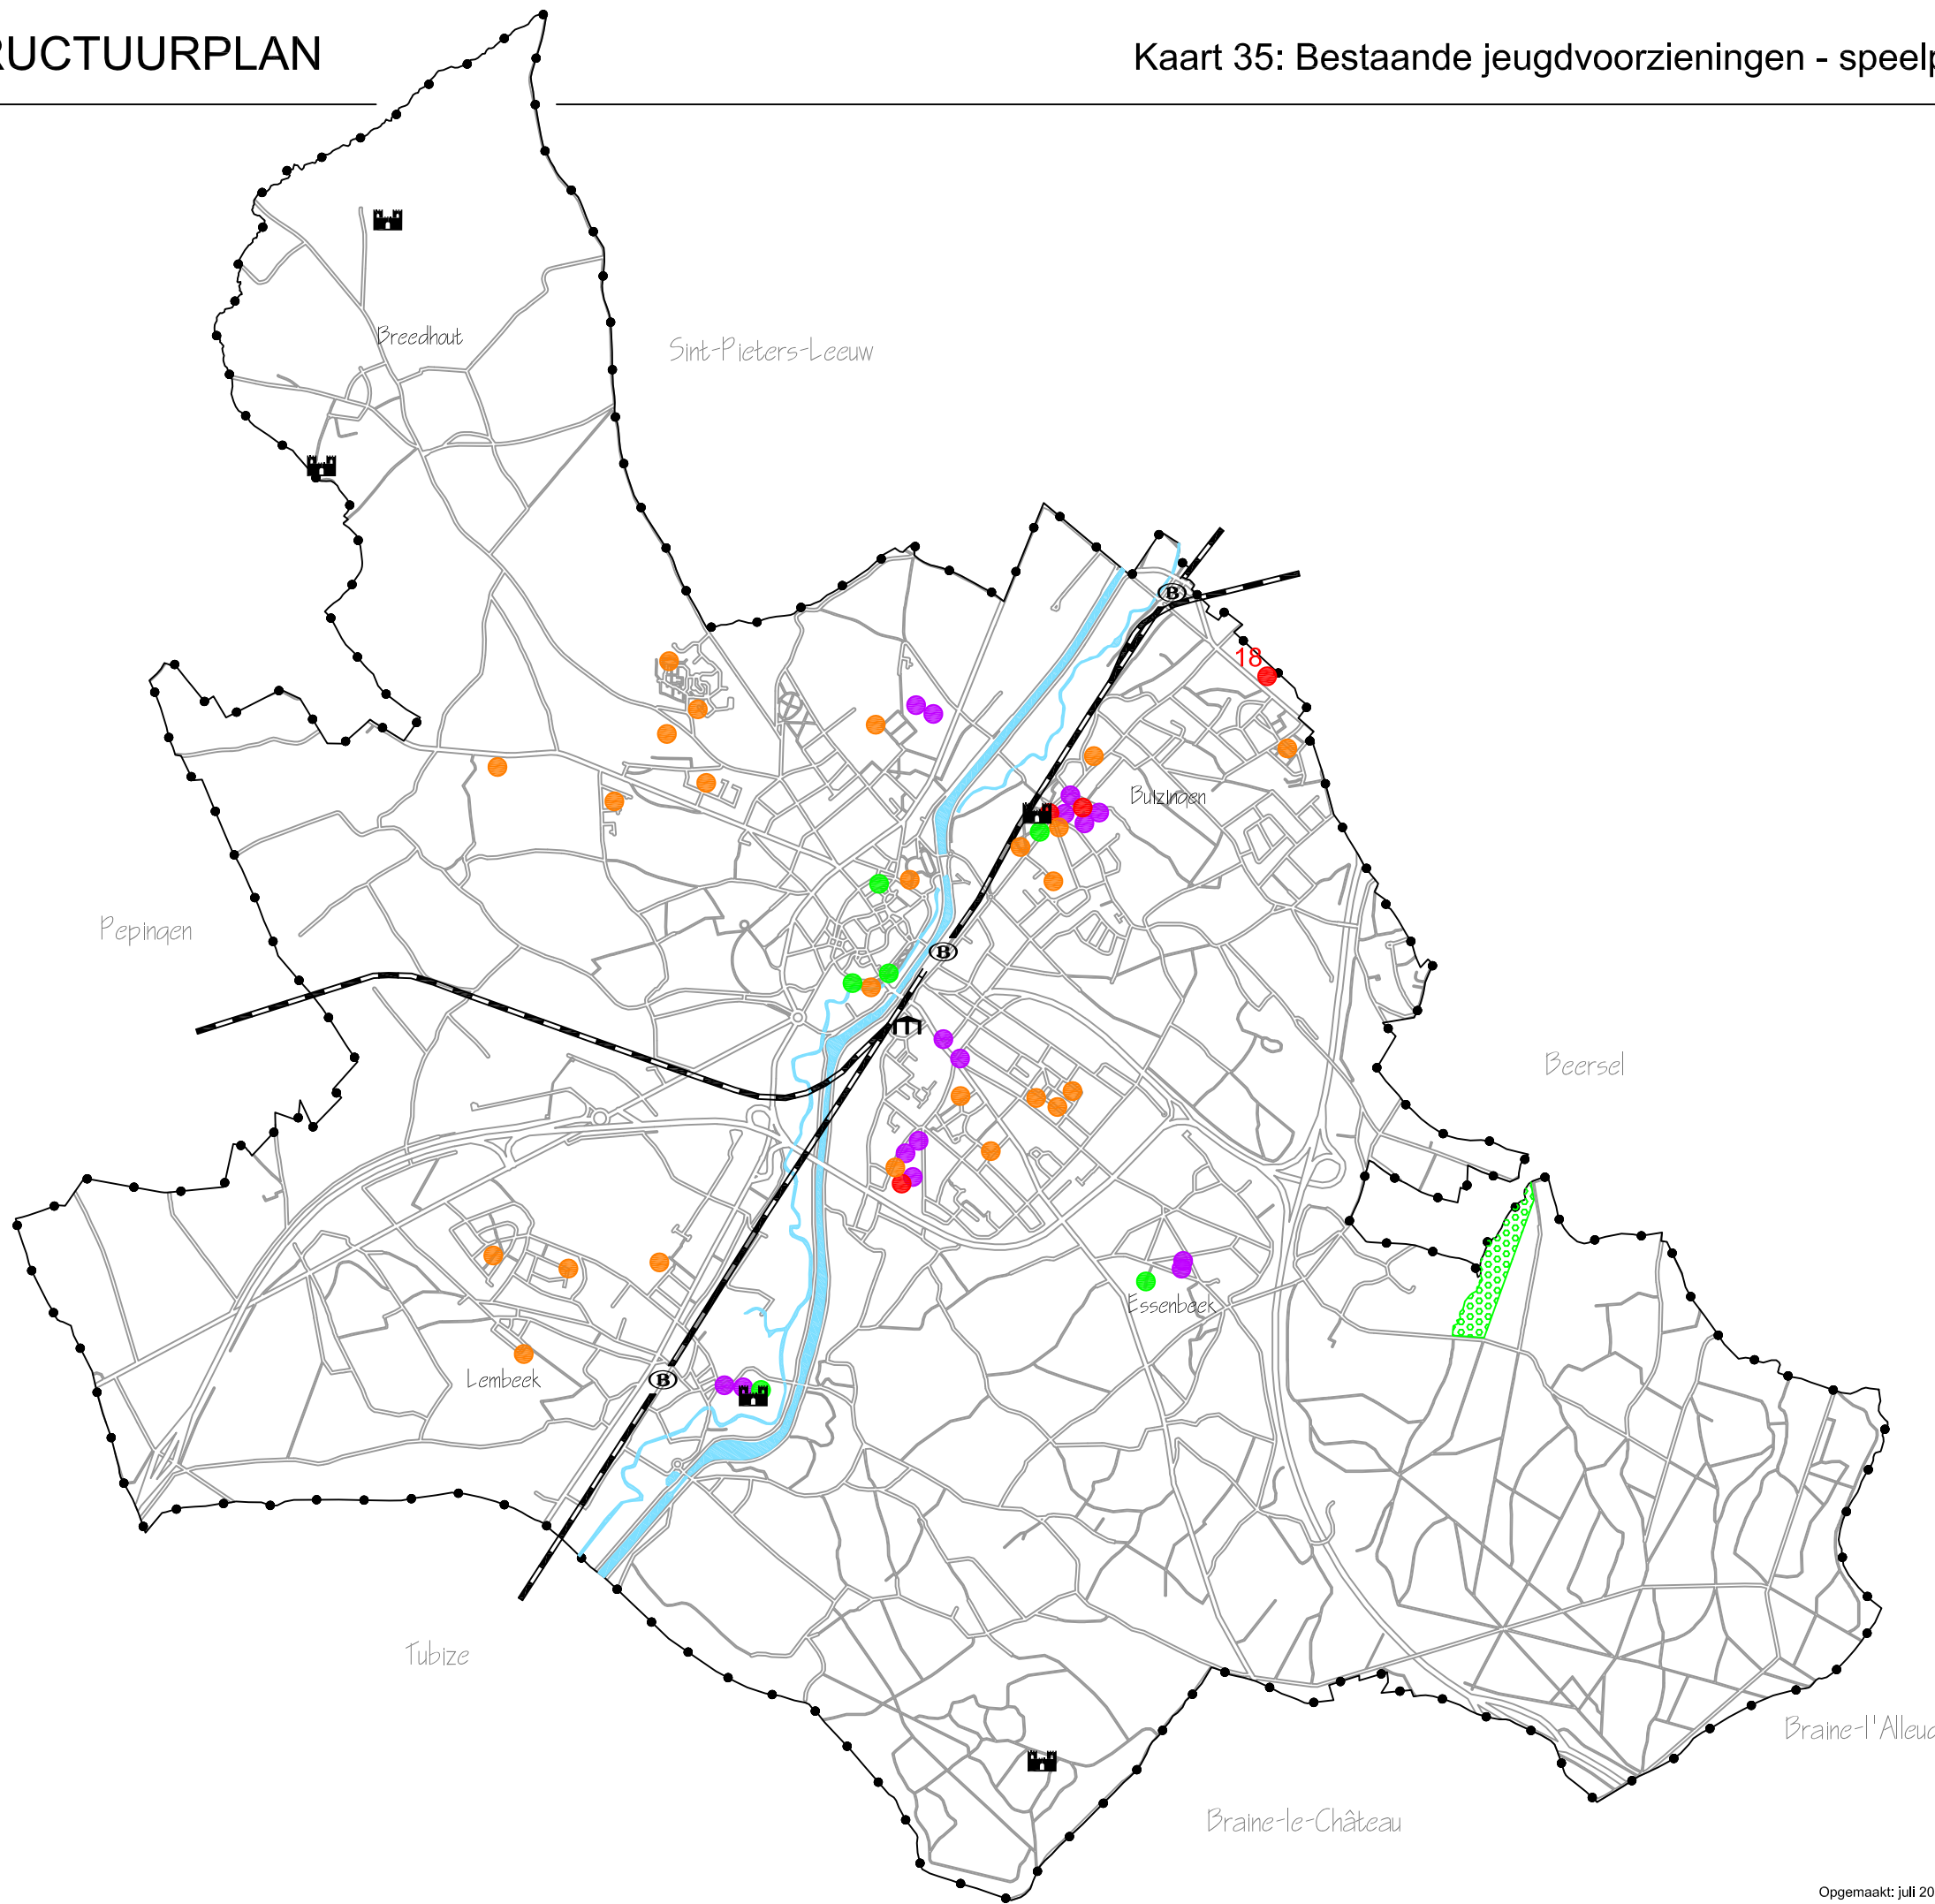 RUCTUURPLAN
Kaart 35: Bestaande jeugdvoorzieningen - speelp
Breedhout
Sint-Pieters-Leeuw
B
18
Buizingen
Pepingen
B
Beersel
Essenbeek
Lembeek
B
Tubize
Braine-l'Alleud
Braine-le-Château
Opgemaakt: juli 20